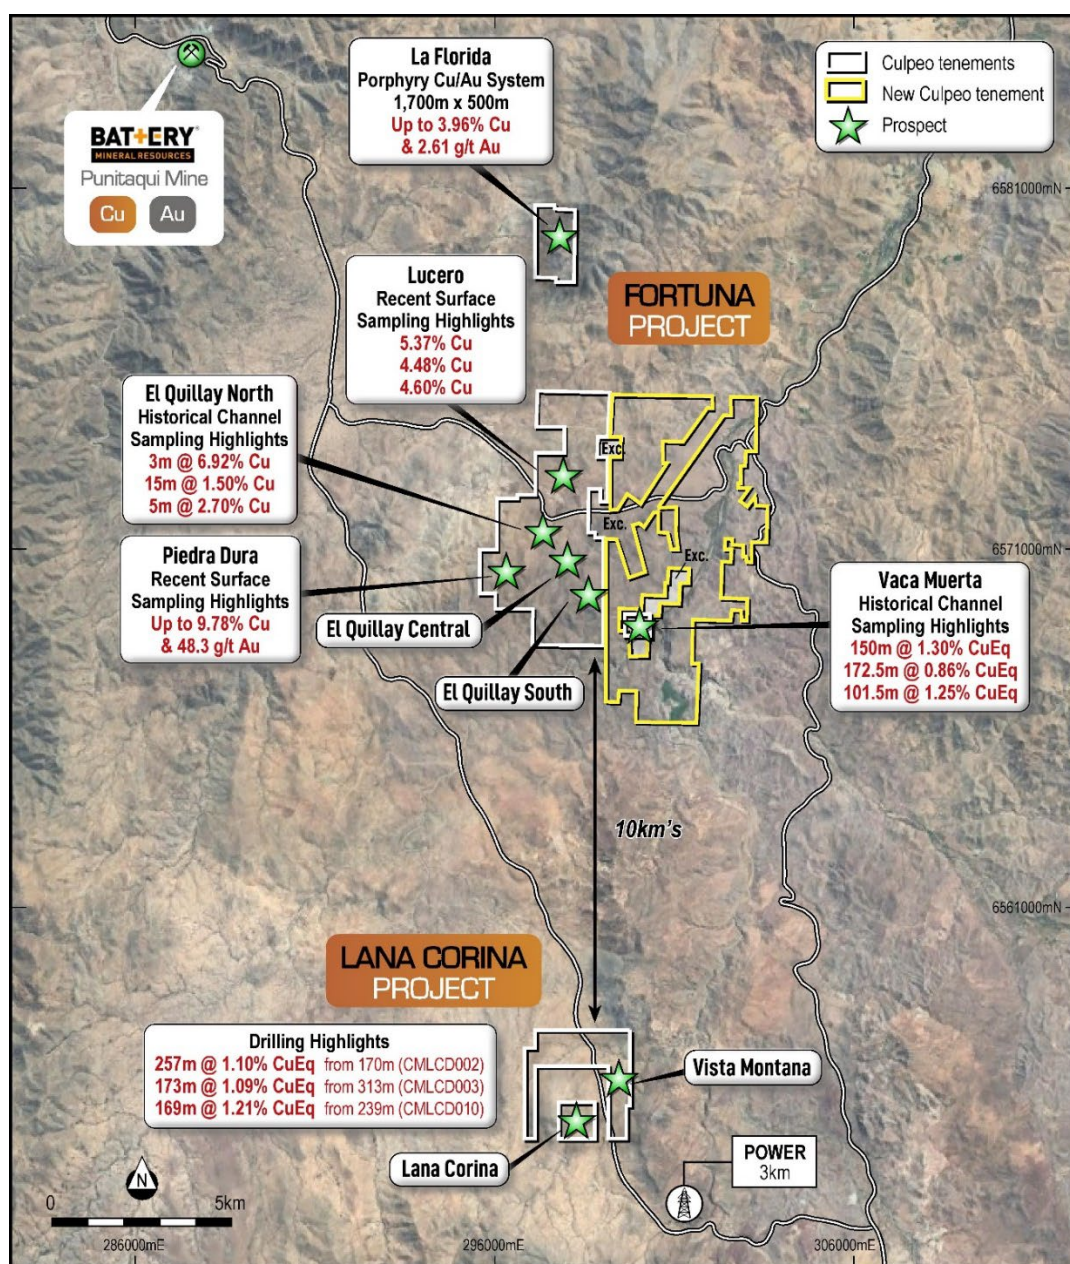 La Florida
Porphyry Cu/Au System
1,700m x 500m
Up to 3.96% Cu
& 2.61 g/t Au
Culpeo tenements
New Culpeo tenement
Prospect
BATTERY
MINERAL RESOURCES
Punitaqui Mine
Cu Au
6581000mN
Lucero
Recent Surface
Sampling Highlights
5.37% Cu
4.48% Cu
4.60% Cu
FORTUNA
PROJECT
El Quillay North
Historical Channel
Sampling Highlights
3m @ 6.92% Cu
15m @ 1.50% Cu
5m @ 2.70% Cu
Exc.
Exc.
Exc.
6571000mN
Piedra Dura
Recent Surface
Sampling Highlights
Up to 9.78% Cu
& 48.3 g/t Au
El Quillay Central
El Quillay South
Vaca Muerta
Historical Channel
Sampling Highlights
150m @ 1.30% CuEq
172.5m @ 0.86% CuEq
101.5m @ 1.25% CuEq
10km's
6561000mN
LANA CORINA
PROJECT
Drilling Highlights
257m @ 1.10% CuEq from 170m (CMLCD002)
173m @ 1.09% CuEq from 313m (CMLCD003)
169m @ 1.21% CuEq from 239m (CMLCD010)
Vista Montana
Lana Corina
POWER
3km
N
0 5km
286000mE
296000mE
306000mE